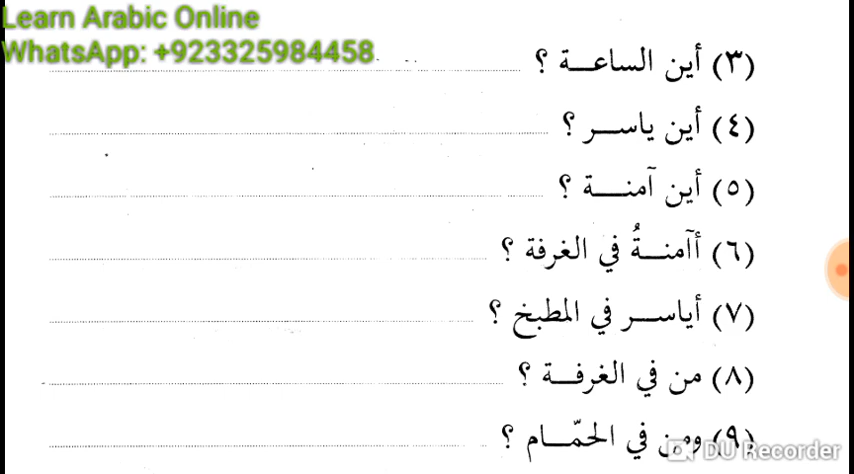 Learn Arabic Online
WhatsApp: +923325984458
(٣) أين الساعة ؟
(٤) أين ياسر ؟
(٥) أين آمنة ؟
(٦) أآمنةُ في الغرفة ؟
(٧) أياسر في المطبخ ؟
(٨) من في الغرفة ؟
(٩) ومن في الحمّام ؟
DU Recorder